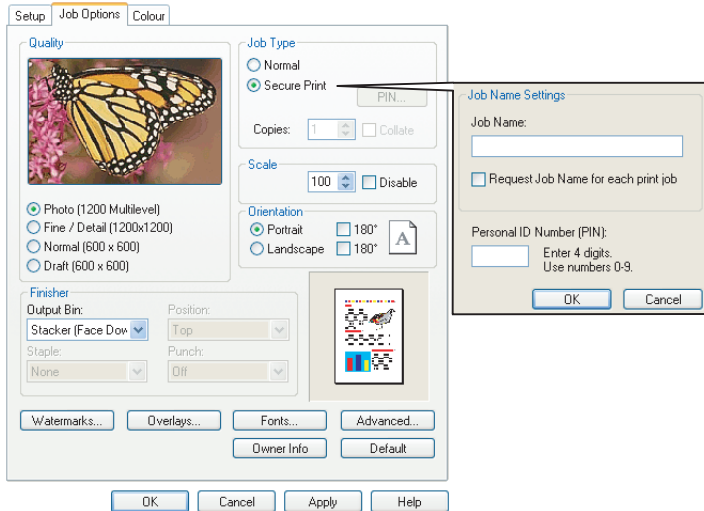 Setup Job Options Colour
Quality
Photo (1200 Multilevel)
Fine / Detail (1200x1200)
Normal (600 x 600)
Draft (600 x 600)
Job Type
Normal
Secure Print
PIN...
Copies: 1 Collate
Scale
100 Disable
Orientation
Portrait 180°
Landscape 180°
A
Finisher
Output Bin: Position:
Stacker (Face Dow Top
Staple: Punch:
None Off
Watermarks... Overlays... Fonts... Advanced...
Owner Info Default
OK Cancel Apply Help
Job Name Settings
Job Name:
Request Job Name for each print job
Personal ID Number (PIN):
Enter 4 digits.
Use numbers 0-9.
OK Cancel